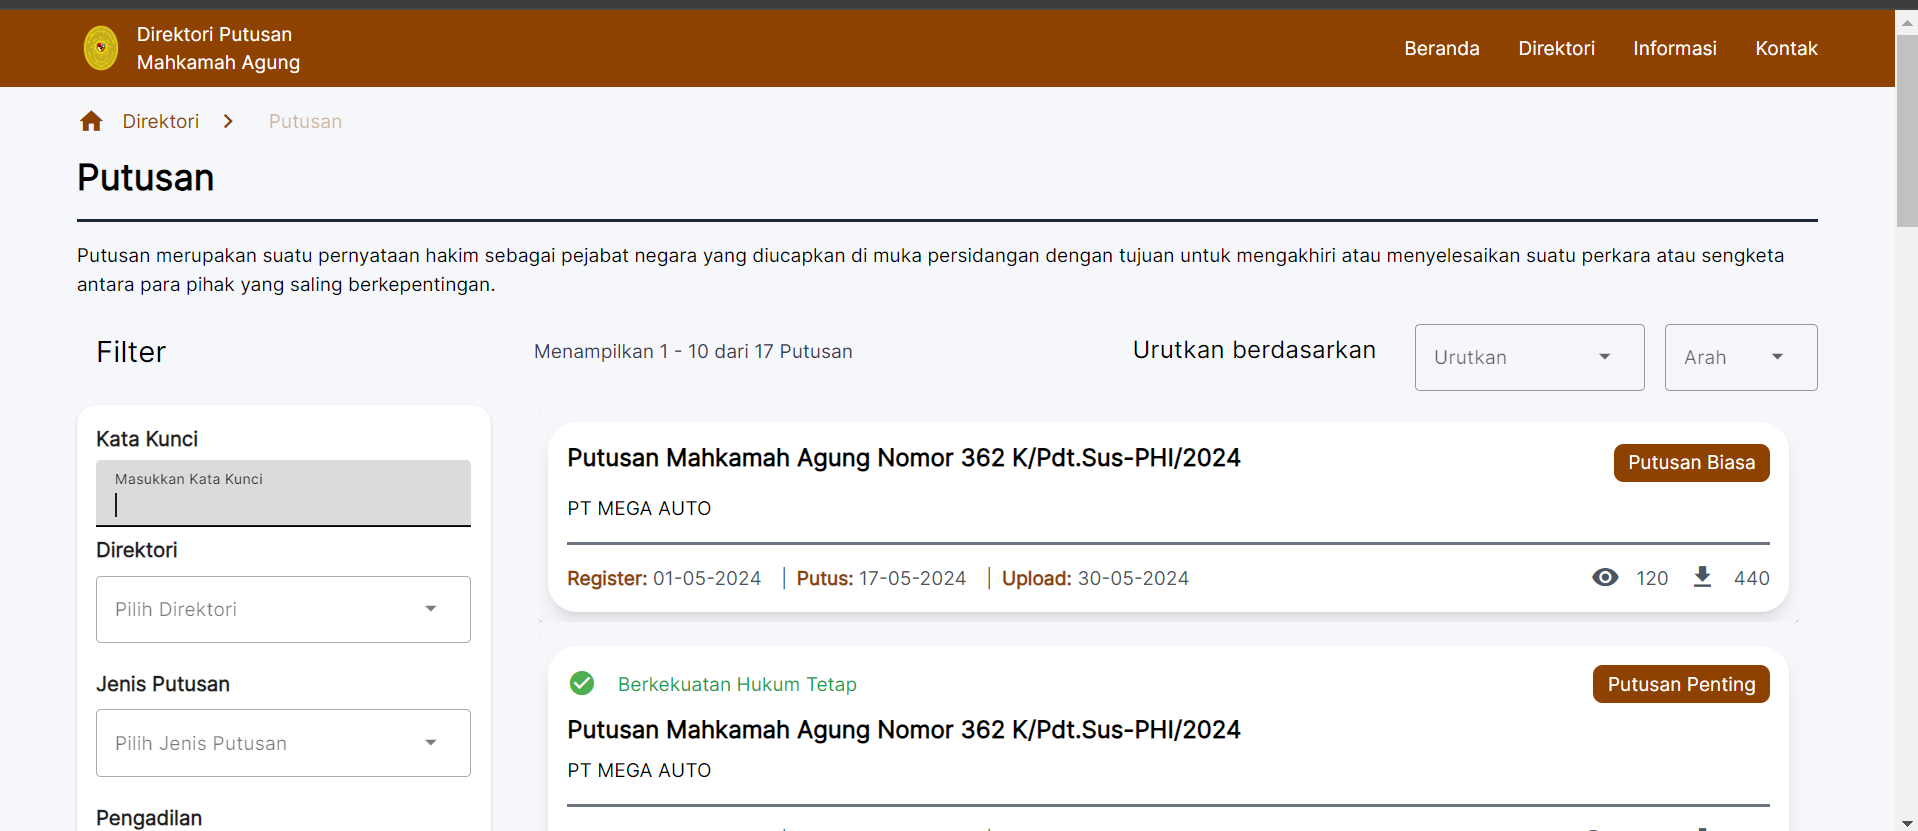 Direktori Putusan
Mahkamah Agung
Beranda
Direktori
Informasi
Kontak
Direktori
Putusan
Putusan
Putusan merupakan suatu pernyataan hakim sebagai pejabat negara yang diucapkan di muka persidangan dengan tujuan untuk mengakhiri atau menyelesaikan suatu perkara atau sengketa
antara para pihak yang saling berkepentingan.
Filter
Menampilkan 1 - 10 dari 17 Putusan
Urutkan berdasarkan
Urutkan
Arah
Kata Kunci
Masukkan Kata Kunci
Direktori
Pilih Direktori
Jenis Putusan
Pilih Jenis Putusan
Pengadilan
Putusan Mahkamah Agung Nomor 362 K/Pdt.Sus-PHI/2024
Putusan Biasa
PT MEGA AUTO
Register: 01-05-2024 | Putus: 17-05-2024 | Upload: 30-05-2024
120
440
Berkekuatan Hukum Tetap
Putusan Penting
Putusan Mahkamah Agung Nomor 362 K/Pdt.Sus-PHI/2024
PT MEGA AUTO